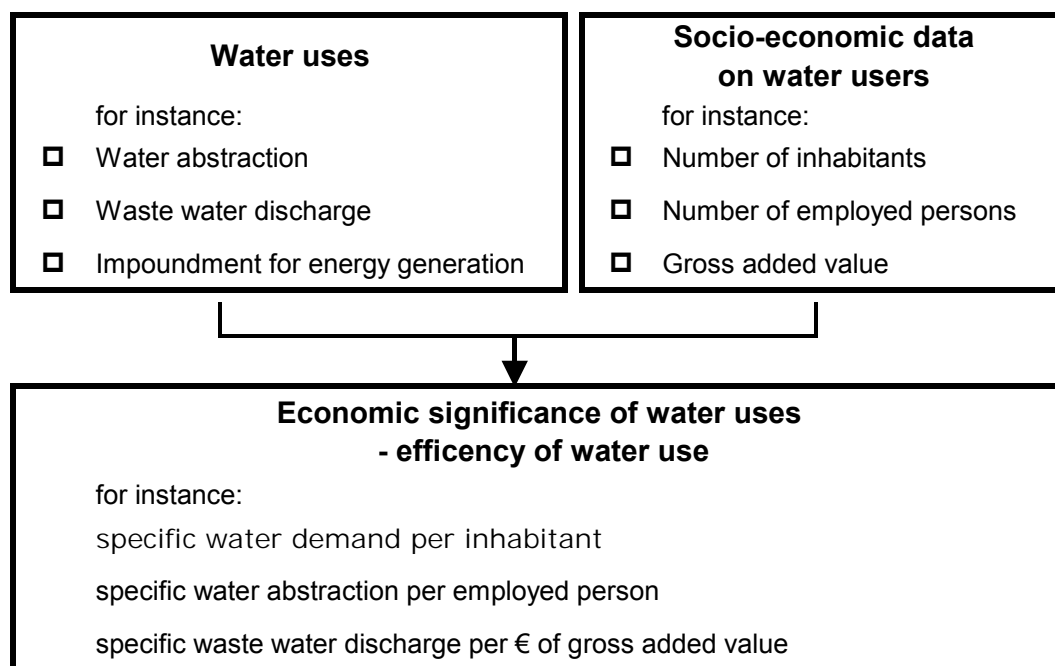 Water uses
for instance:
Water abstraction
Waste water discharge
Impoundment for energy generation
Socio-economic data
on water users
for instance:
Number of inhabitants
Number of employed persons
Gross added value
Economic significance of water uses
- efficency of water use
for instance:
specific water demand per inhabitant
specific water abstraction per employed person
specific waste water discharge per € of gross added value